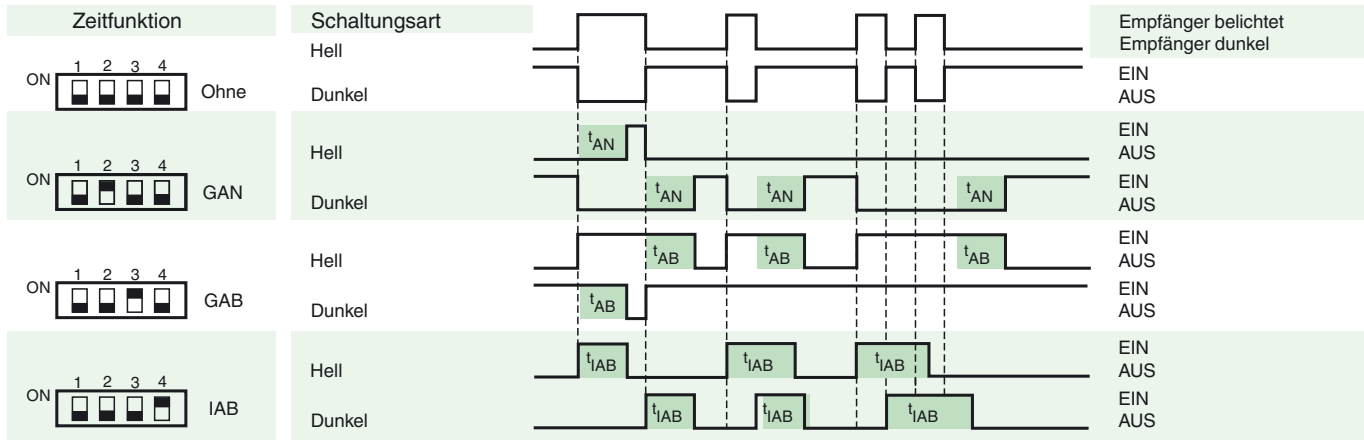 Zeitfunktion
Schaltungsart
Empfänger belichtet
Empfänger dunkel
Hell
ON 1 2 3 4 Ohne
Dunkel
EIN
AUS
Hell
tAN
EIN
AUS
ON 1 2 3 4 GAN
Dunkel
tAN tAN tAN
EIN
AUS
Hell
tAB tAB tAB
EIN
AUS
ON 1 2 3 4 GAB
Dunkel
tAB
EIN
AUS
Hell
tIAB tIAB tIAB
EIN
AUS
ON 1 2 3 4 IAB
Dunkel
tIAB tIAB tIAB
EIN
AUS